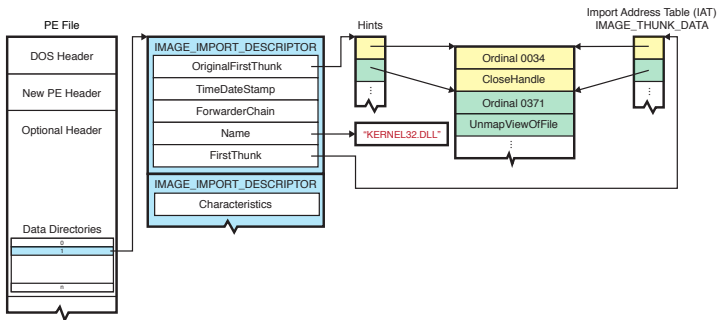 PE File
DOS Header
New PE Header
Optional Header
Data Directories
0
1
n
IMAGE_IMPORT_DESCRIPTOR
OriginalFirstThunk
TimeDateStamp
ForwarderChain
Name
FirstThunk
IMAGE_IMPORT_DESCRIPTOR
Characteristics
Hints
...
"KERNEL32.DLL"
Ordinal 0034
CloseHandle
Ordinal 0371
UnmapViewOfFile
...
Import Address Table (IAT)
IMAGE_THUNK_DATA
...